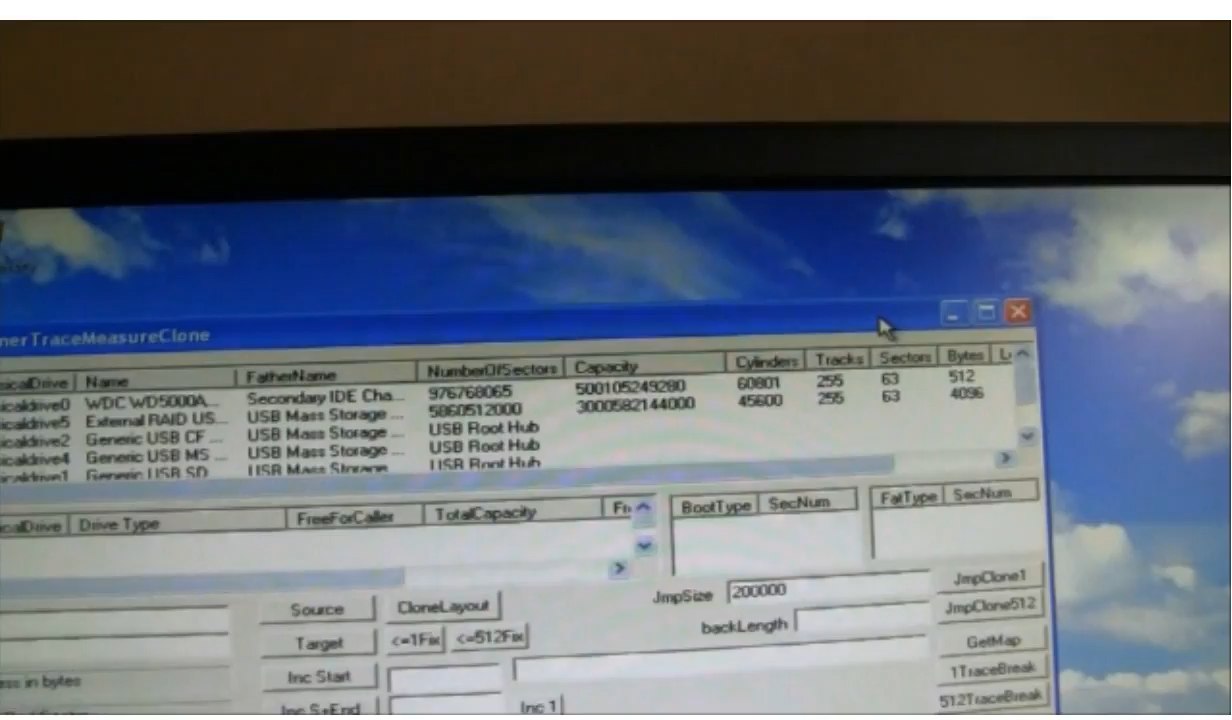 nerTraceMeasureClone
icalDrive Name FatherName NumberOfSectors Capacity Cylinders Tracks Sectors Bytes
icaldrive0 WDC WD5000A... Secondary IDE Cha... 976768065 500105249280 60801 255 63 512
icaldrive5 External RAID US... USB Mass Storage ... 5860512000 3000582144000 45600 255 63 4096
icaldrive2 Generic USB CF ... USB Mass Storage ... USB Root Hub
icaldrive4 Generic USB MS ... USB Mass Storage ... USB Root Hub
icaldrive1 Generic USB SD USB Mass Storage USB Root Hub
icalDrive Drive Type FreeForCaller TotalCapacity BootType SecNum FatType SecNum
Source CloneLayout JmpSize 200000 JmpClone1
Target <=1Fix <=512Fix backLength JmpClone512
GetMap
ess in bytes Inc Start 1TraceBreak
Inc S+End Inc 1 512TraceBreak